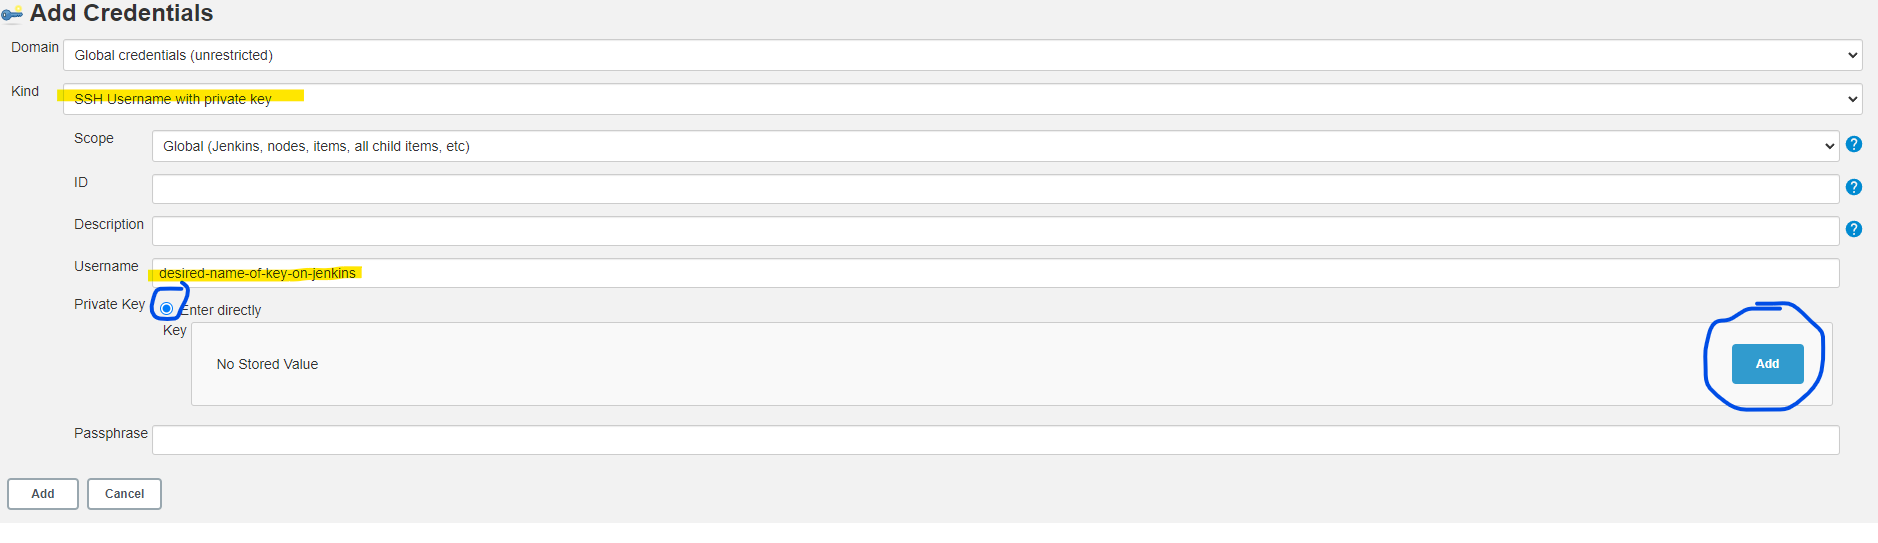 Add Credentials
Domain
Global credentials (unrestricted)
Kind
SSH Username with private key
Scope
Global (Jenkins, nodes, items, all child items, etc)
?
ID
?
Description
?
Username
desired-name-of-key-on-jenkins
Private Key
Enter directly
Key
No Stored Value
Add
Passphrase
Add
Cancel